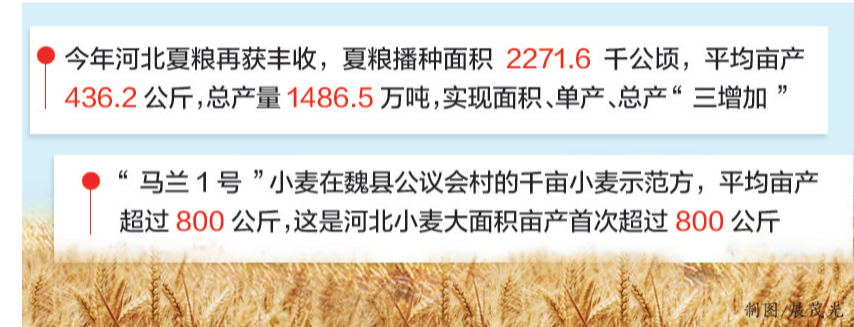 今年河北夏粮再获丰收，夏粮播种面积 2271.6 千公顷，平均亩产
436.2 公斤，总产量 1486.5 万吨，实现面积、单产、总产“三增加”
“马兰 1 号”小麦在魏县公议会村的千亩小麦示范方，平均亩产
超过 800 公斤，这是河北小麦大面积亩产首次超过 800 公斤
制图/展茂光